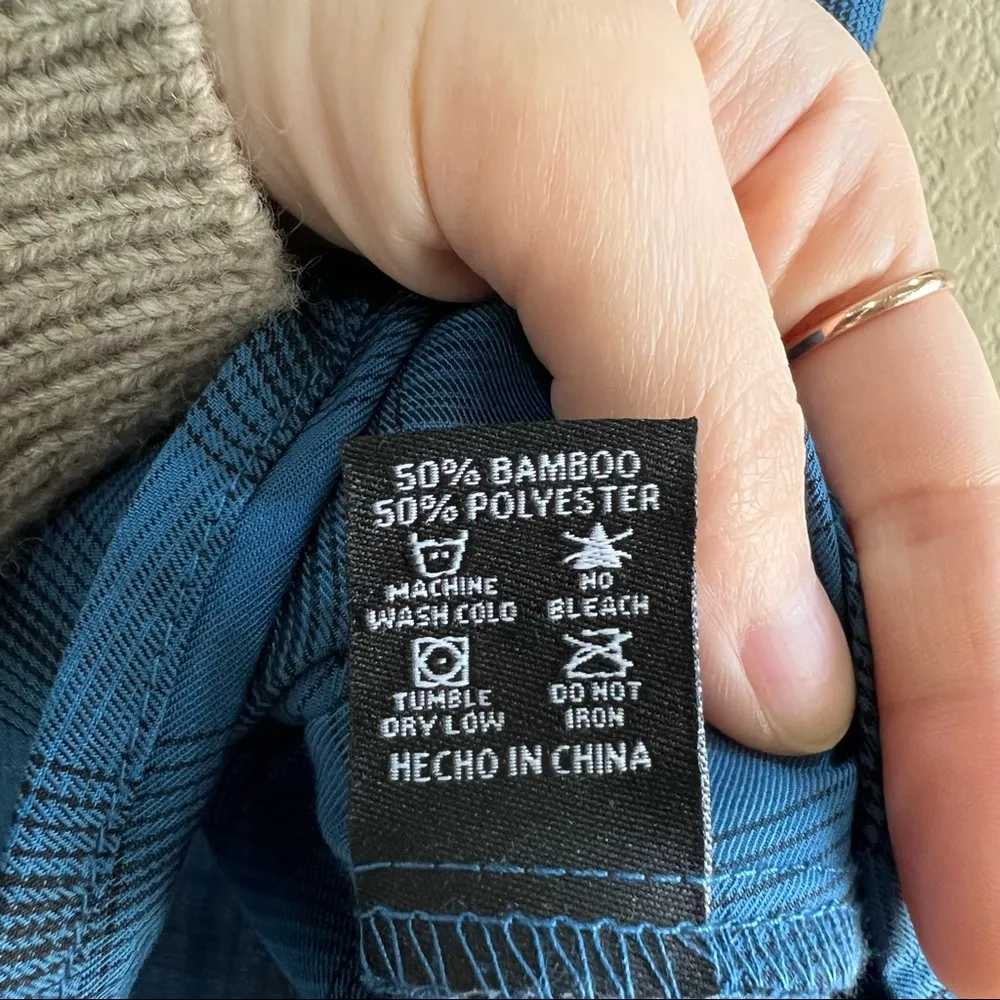 50% BAMBOO
50% POLYESTER
MACHINE
WASH COLD
NO
BLEACH
TUMBLE
DRY LOW
DO NOT
IRON
HECHO IN CHINA